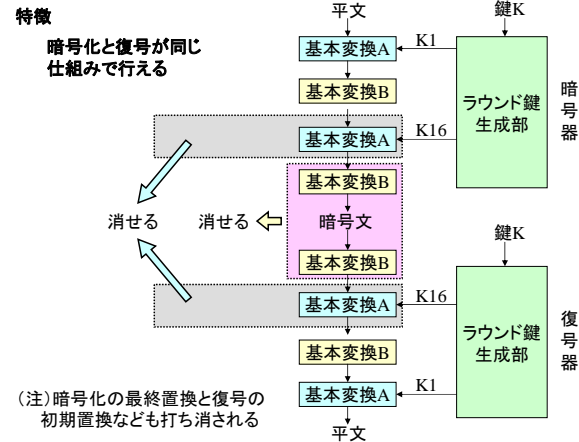 特徴
暗号化と復号が同じ
仕組みで行える
平文
鍵K
基本変換A
K1
基本変換B
ラウンド鍵
生成部
暗号器
基本変換A
K16
基本変換B
消せる
消せる
暗号文
鍵K
基本変換B
基本変換A
K16
ラウンド鍵
生成部
復号器
基本変換B
基本変換A
K1
(注)暗号化の最終置換と復号の
初期置換なども打ち消される
平文